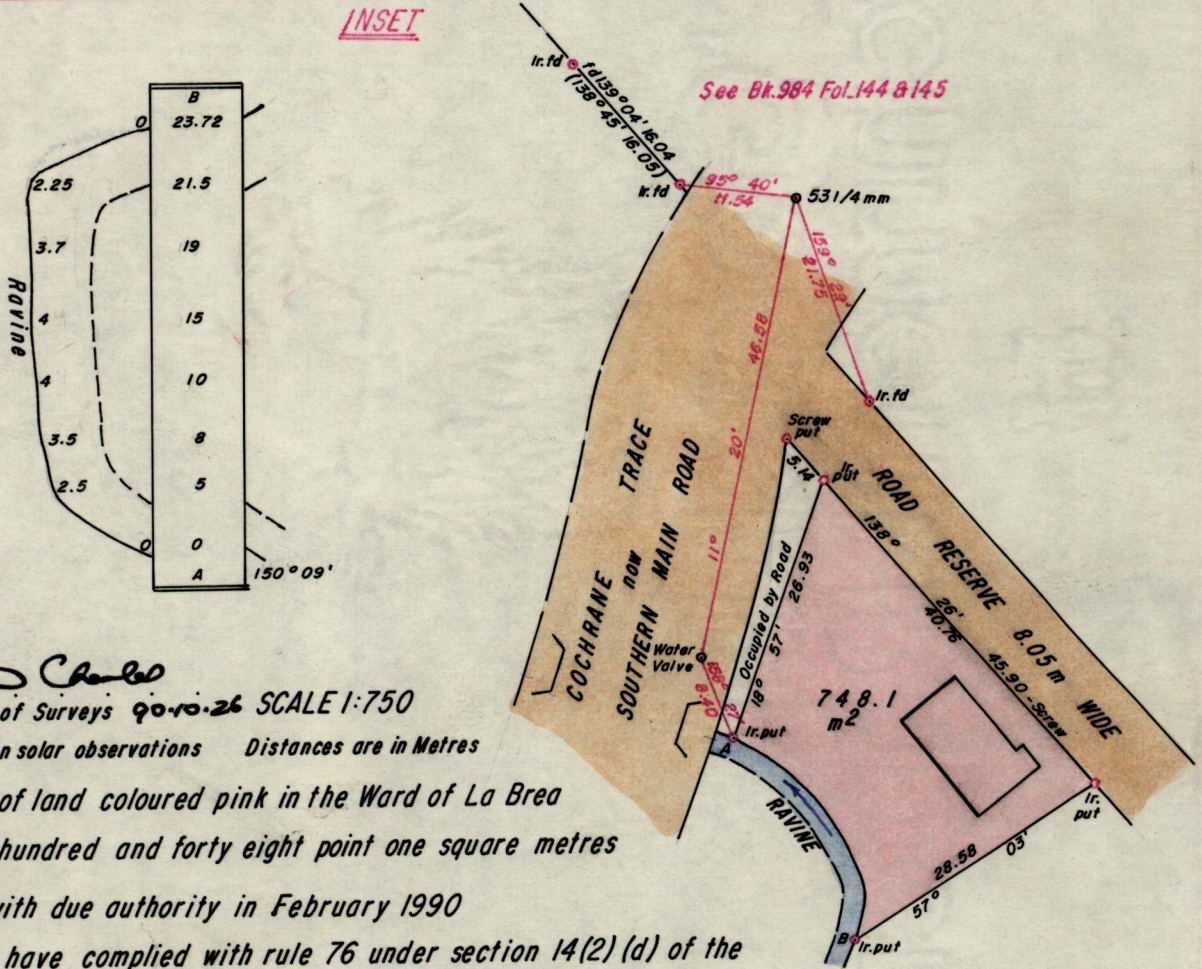 INSET
B
O 23.72
2.25 21.5
3.7 19
4 15
4 10
3.5 8
2.5 5
O O
A
150°09'
Ravine
Ir.fd
fd139°04' 16.04
(138°45' 16.05)
Ir.fd
See Bk.984 Fol.144 & 145
95° 40'
11.54
531/4mm
159°
21.75
Ir.fd
11° 20' 46.58
Screw put
5.14
Ir. put
ROAD RESERVE 8.05m WIDE
138° 26'
40.76
45.90 - Screw
COCHRANE TRACE
now
SOUTHERN MAIN ROAD
Occupied by Road
18° 57' 26.93
Water Valve
8.40
Ir.put
A
748.1
m²
RAVINE
Ir. put
28.58
57° 03'
B Ir.put
of Surveys 90.10.26 SCALE 1:750
n solar observations Distances are in Metres
of land coloured pink in the Ward of La Brea
hundred and forty eight point one square metres
with due authority in February 1990
have complied with rule 76 under section 14(2)(d) of the